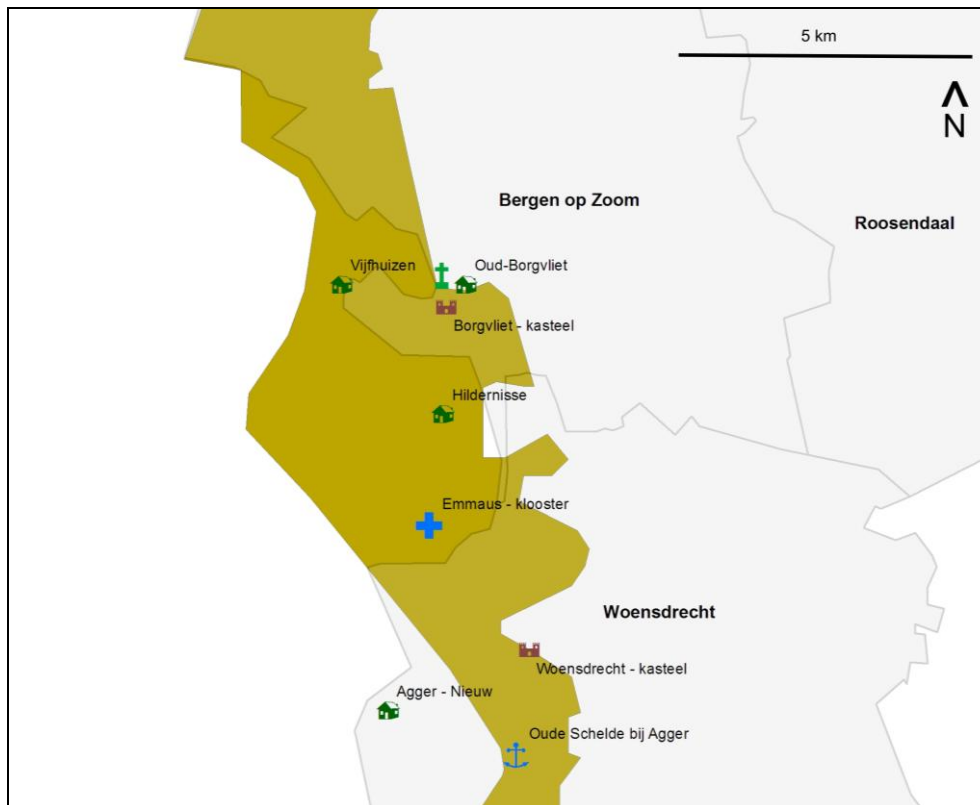 5 km
N
Bergen op Zoom
Roosendaal
Vijfhuizen
Oud-Borgvliet
Borgvliet - kasteel
Hildernisse
Emmaus - klooster
Woensdrecht
Woensdrecht - kasteel
Agger - Nieuw
Oude Schelde bij Agger